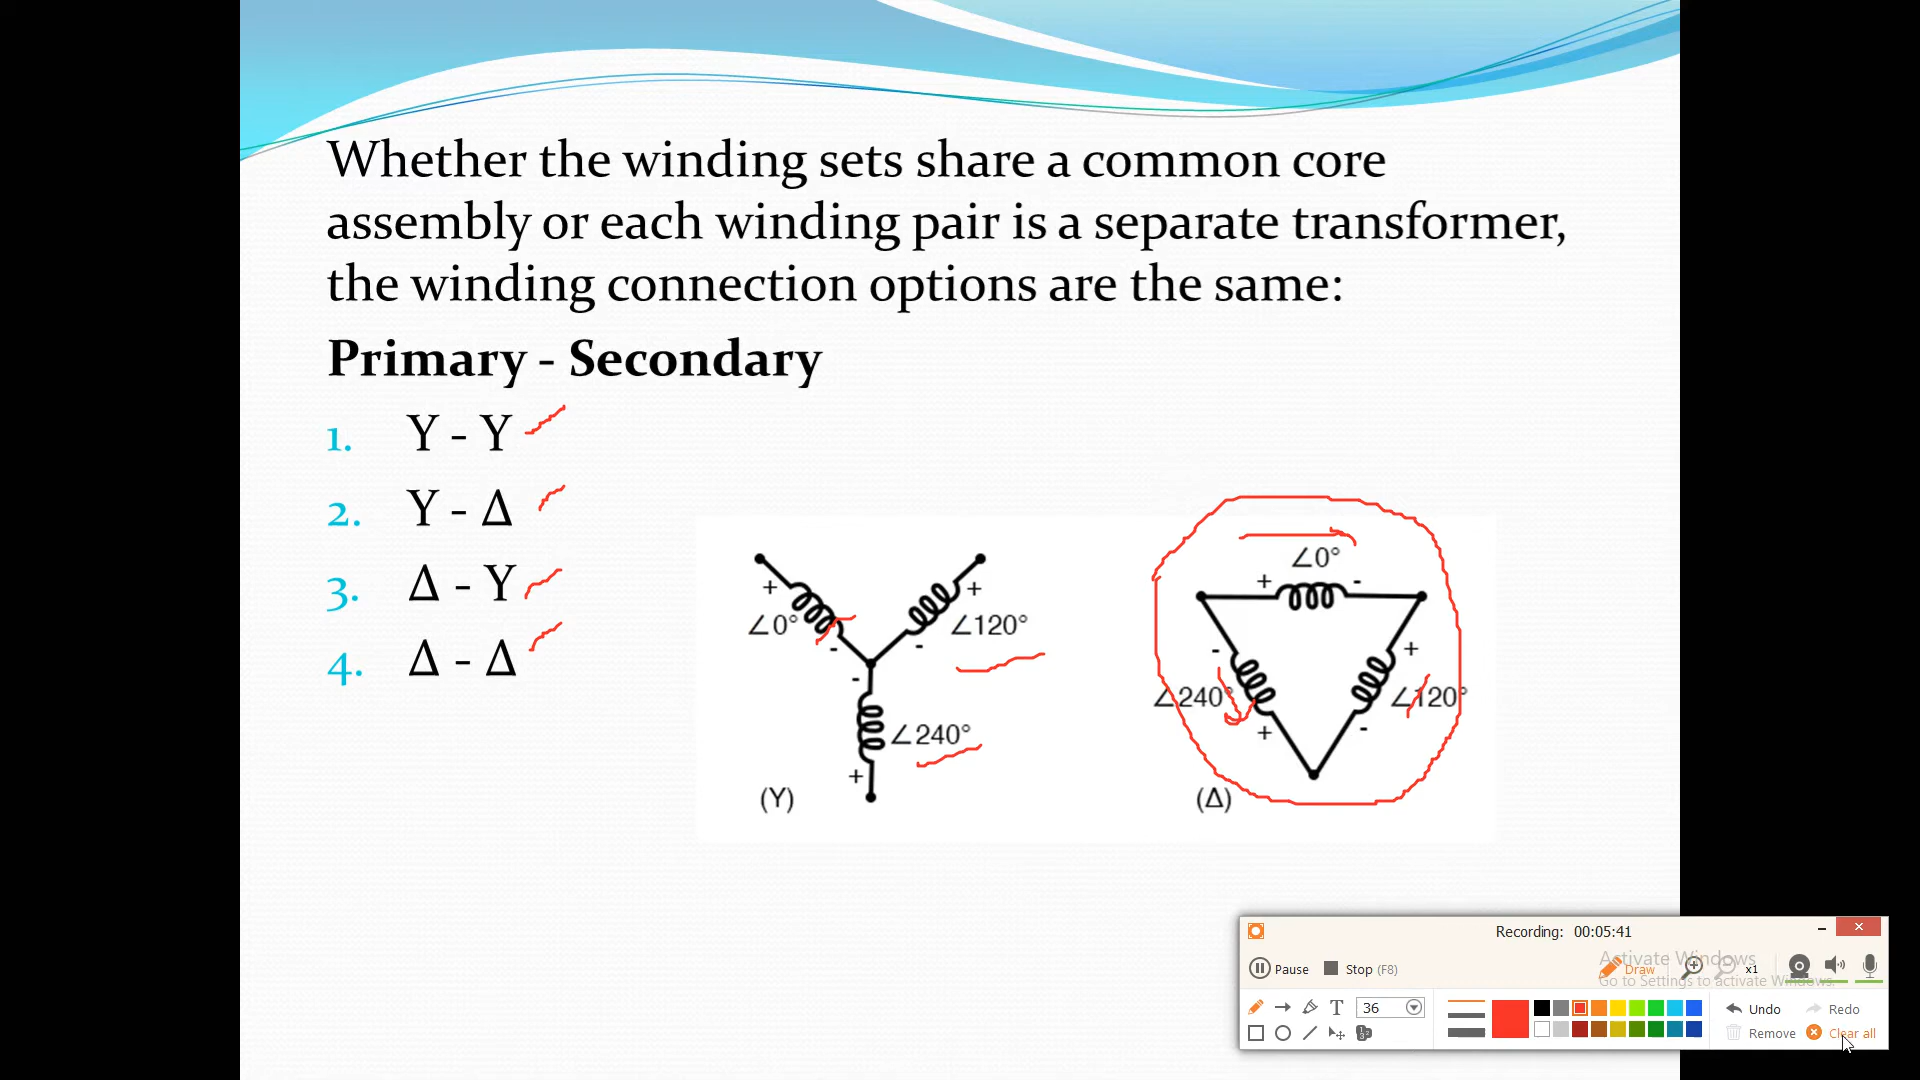 Whether the winding sets share a common core
assembly or each winding pair is a separate transformer,
the winding connection options are the same:
Primary - Secondary
1. Y - Y
2. Y - Δ
3. Δ - Y
4. Δ - Δ
+ +
∠0° ∠120°
- -
-
∠240°
+
(Y)
∠0°
+ -
- +
∠240° ∠120°
+ -
(Δ)
Recording: 00:05:41
Activate Windows
Go to Settings to activate Windows.
Pause Stop (F8) Draw x1
T 36 Undo Redo
Remove Clear all